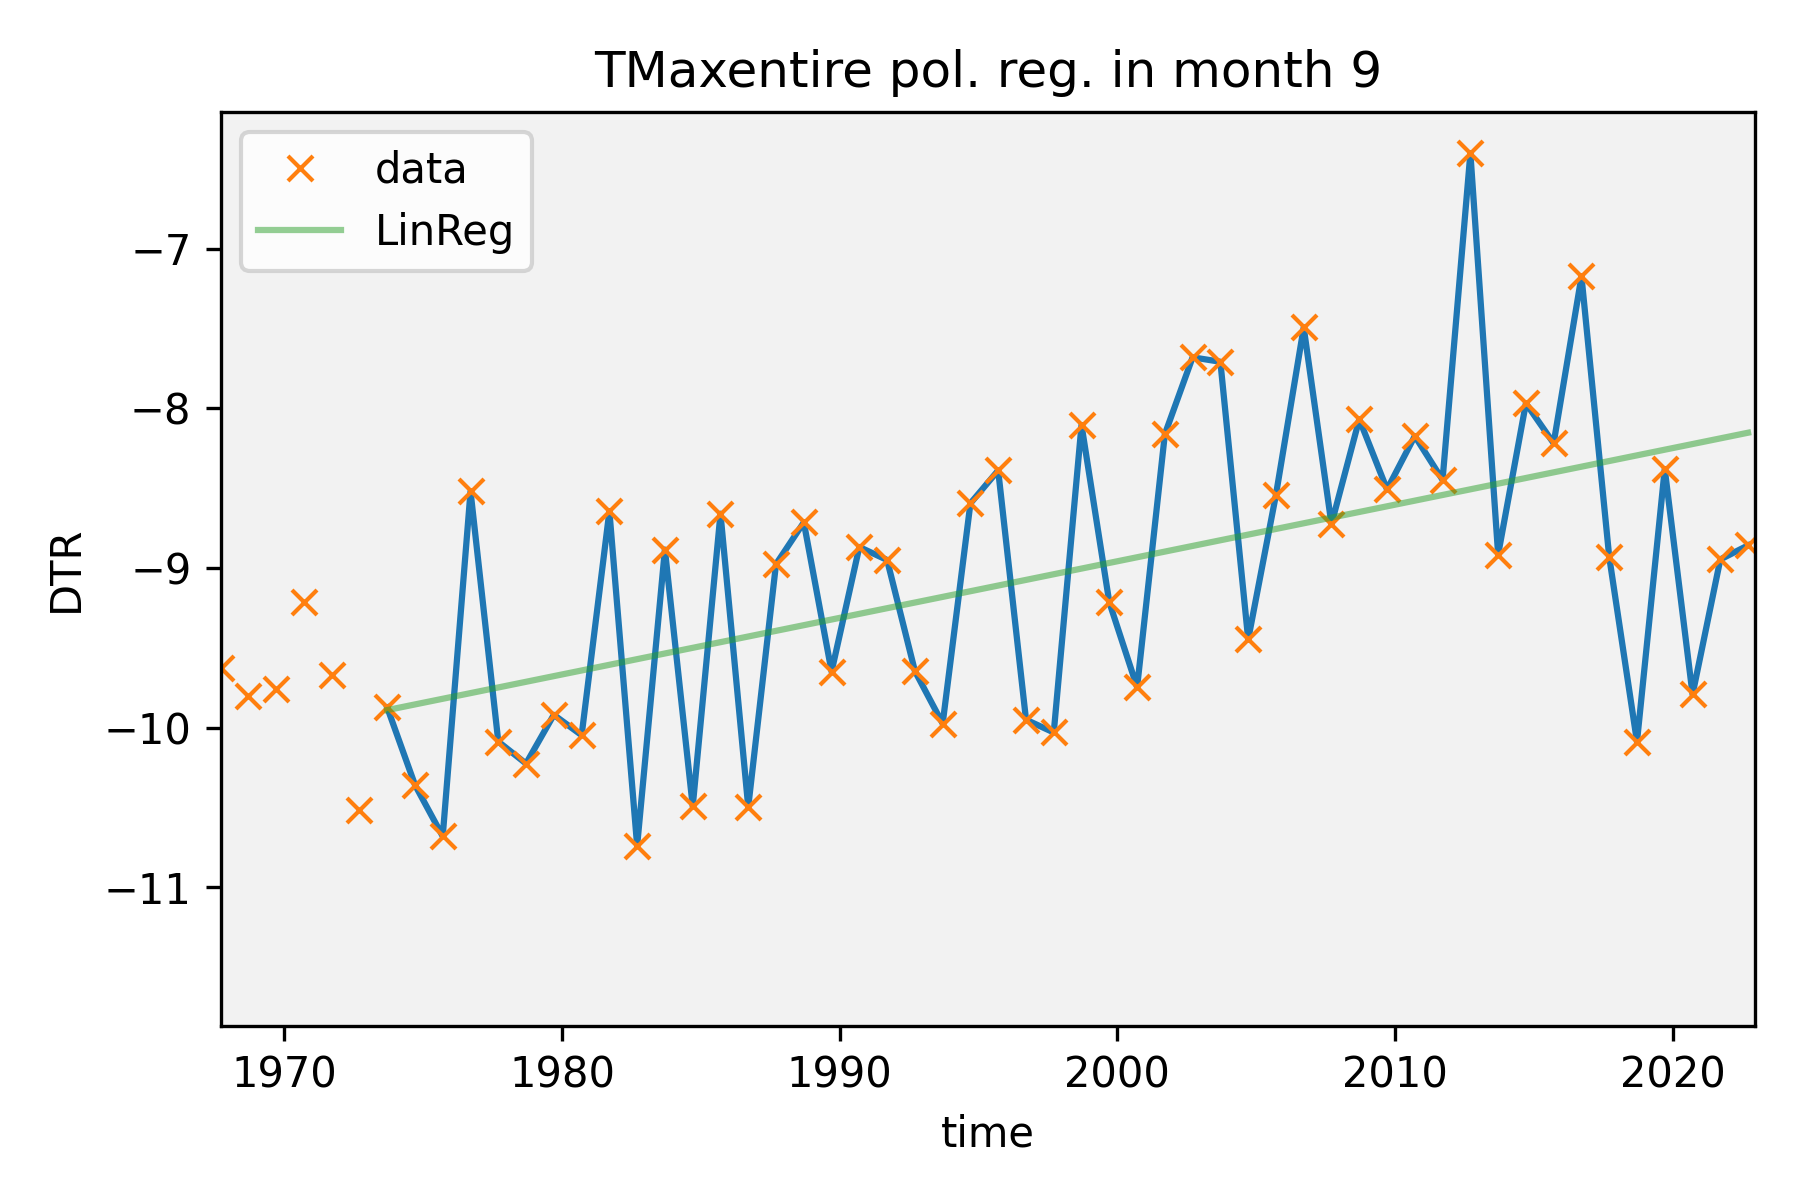 TMaxentire pol. reg. in month 9
data
LinReg
−7
−8
−9
−10
−11
DTR
1970 1980 1990 2000 2010 2020
time